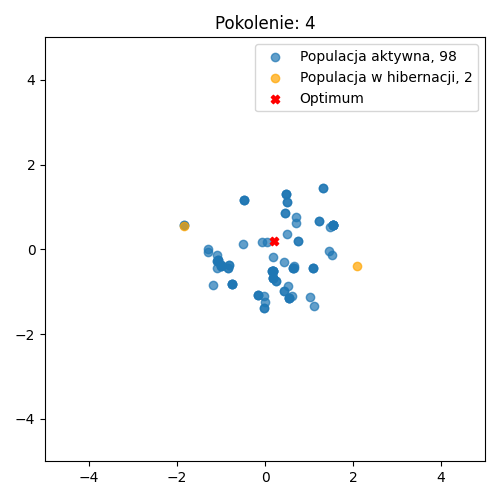 Pokolenie: 4
Populacja aktywna, 98
Populacja w hibernacji, 2
Optimum
4
2
0
−2
−4
−4 −2 0 2 4